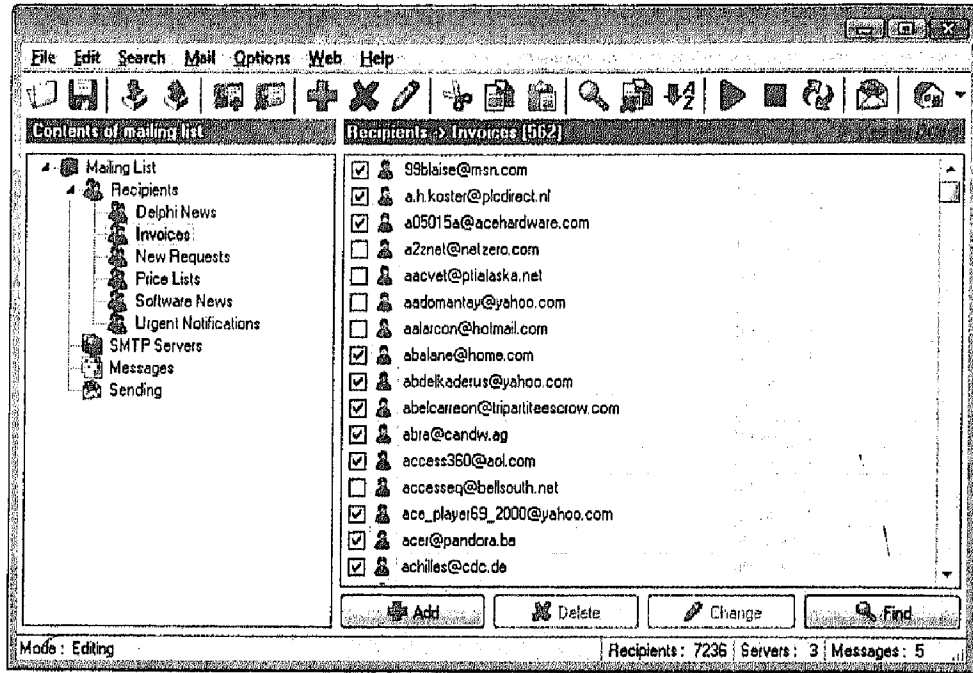 File Edit Search Mail Options Web Help
Contents of mailing list
Recipients -> Invoices (562)
Mailing List
Recipients
Delphi News
Invoices
New Requests
Price Lists
Software News
Urgent Notifications
SMTP Servers
Messages
Sending
99blaise@msn.com
a.h.koster@plcdirect.nl
a05015a@acehardware.com
a2znet@netzero.com
aacvet@ptialaska.net
aadomantay@yahoo.com
aalarcon@hotmail.com
abalane@home.com
abdelkaderus@yahoo.com
abelcarreon@tripartiteescrow.com
abra@candw.ag
access360@aol.com
accesseq@bellsouth.net
ace_player69_2000@yahoo.com
acer@pandora.be
achilles@cdc.de
Add Delete Change Find
Mode : Editing Recipients : 7236 Servers : 3 Messages : 5